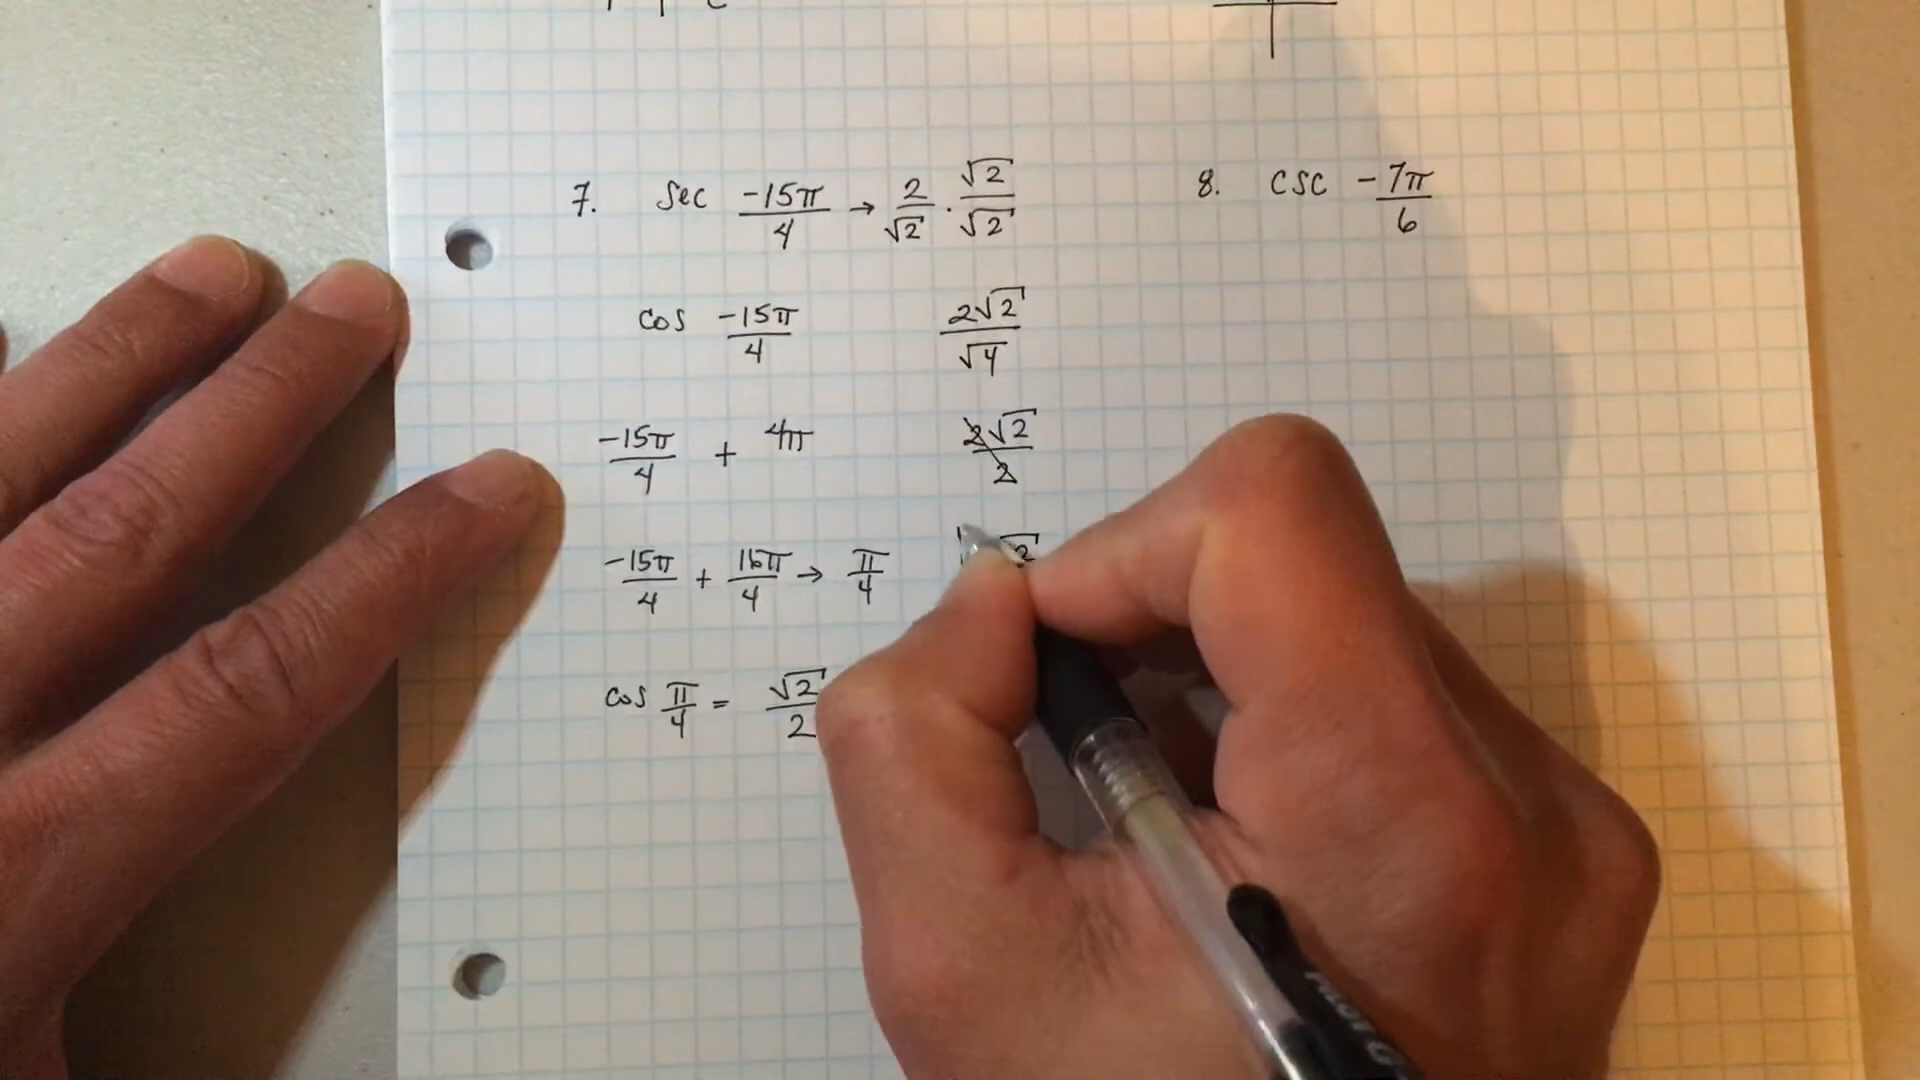 7. sec -15π/4 → 2/√2 · √2/√2
cos -15π/4
2√2/√4
-15π/4 + 4π
2√2/2
-15π/4 + 16π/4 → π/4
√2
cos π/4 = √2/2
8. csc -7π/6